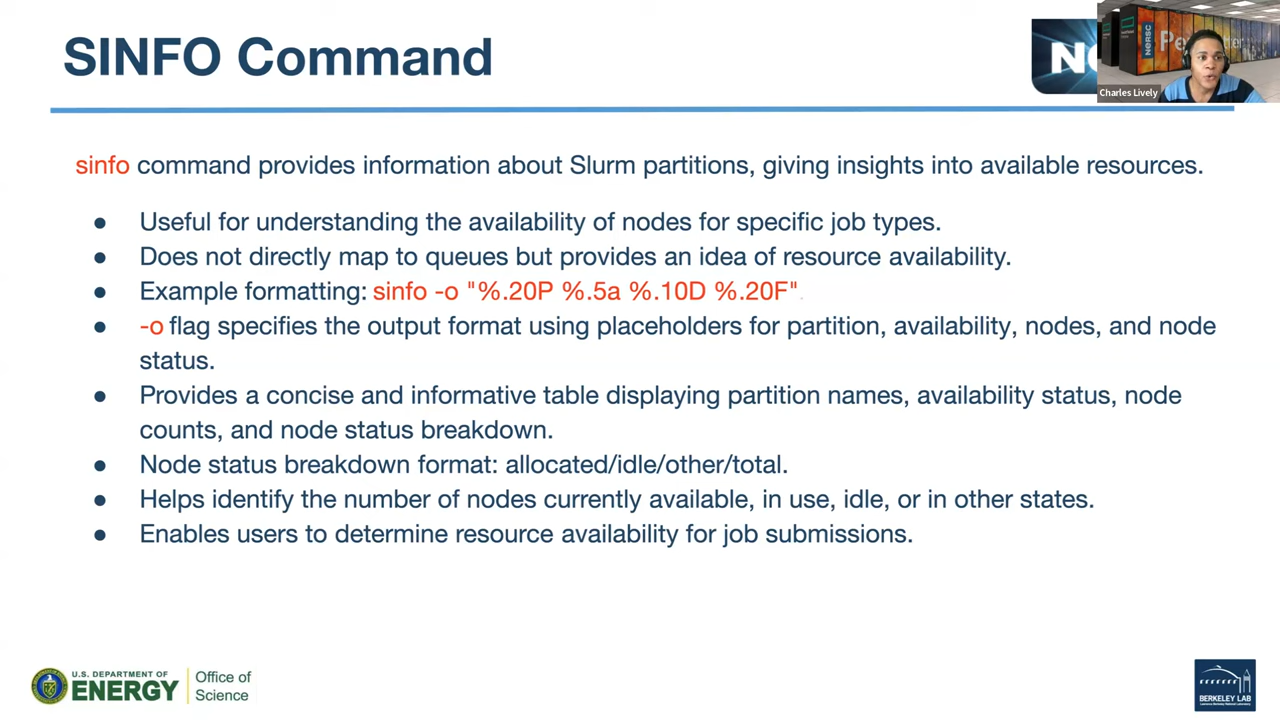 SINFO Command
NERSC
Charles Lively
sinfo command provides information about Slurm partitions, giving insights into available resources.
● Useful for understanding the availability of nodes for specific job types.
● Does not directly map to queues but provides an idea of resource availability.
● Example formatting: sinfo -o "%.20P %.5a %.10D %.20F".
● -o flag specifies the output format using placeholders for partition, availability, nodes, and node
status.
● Provides a concise and informative table displaying partition names, availability status, node
counts, and node status breakdown.
● Node status breakdown format: allocated/idle/other/total.
● Helps identify the number of nodes currently available, in use, idle, or in other states.
● Enables users to determine resource availability for job submissions.
U.S. DEPARTMENT OF
ENERGY
Office of
Science
BERKELEY LAB